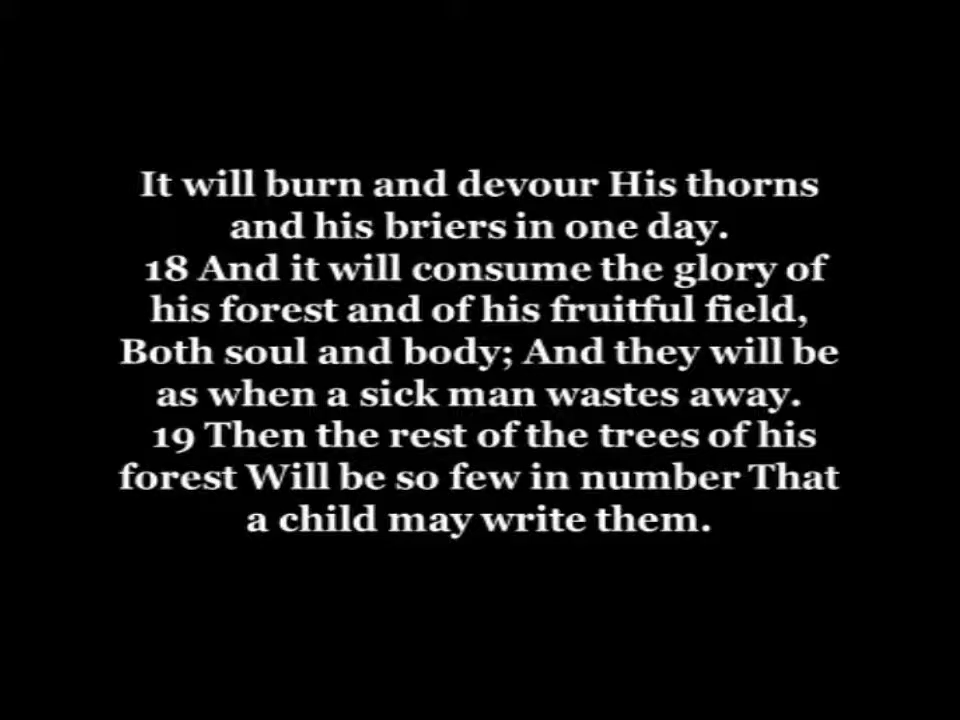 It will burn and devour His thorns
and his briers in one day.
18 And it will consume the glory of
his forest and of his fruitful field,
Both soul and body; And they will be
as when a sick man wastes away.
19 Then the rest of the trees of his
forest Will be so few in number That
a child may write them.